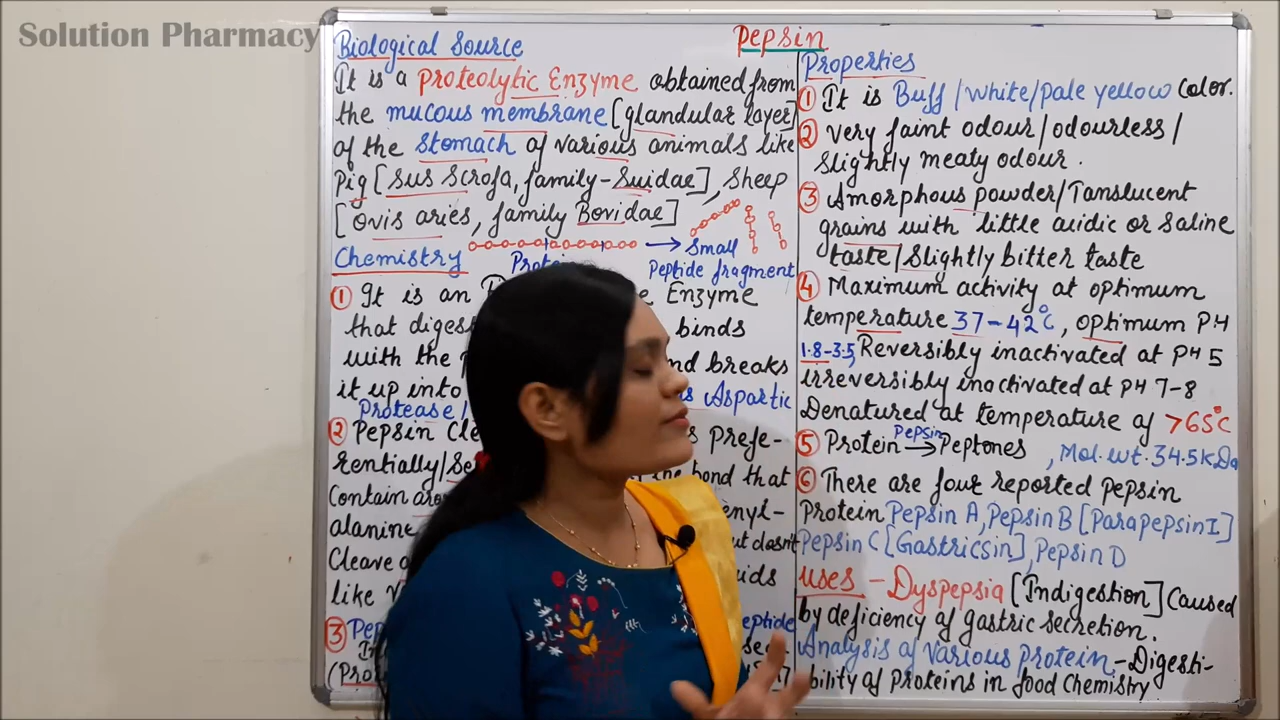 Solution Pharmacy
Pepsin
Biological Source
It is a Proteolytic Enzyme obtained from
the mucous membrane [glandular layer]
of the stomach of various animals like
Pig [Sus Scrofa, family-Suidae], Sheep
[Ovis aries, family Bovidae]
Small
Peptide fragment
Chemistry
① It is an Enzyme
that binds
with the breaks
it up into Aspartic
Protease
② Pepsin Prefe-
rentially/ the bond that
Contain
alanine
Cleave
like
③
Peptide
Properties
① It is Buff/white/pale yellow color.
② very faint odour/odourless/
slightly meaty odour.
③ Amorphous powder/Tanslucent
grains with little acidic or saline
taste/slightly bitter taste
④ Maximum activity at optimum
temperature 37-42°C, optimum PH
1.8-3.5, Reversibly inactivated at PH 5
irreversibly inactivated at PH 7-8
Denatured at temperature of >65°C
⑤ Protein Pepsin→ Peptones, Mol. wt. 34.5KDa
⑥ There are four reported pepsin
Protein Pepsin A, Pepsin B [Parapepsin I]
Pepsin C [Gastricsin], Pepsin D
uses - Dyspepsia [Indigestion] Caused
by deficiency of gastric secretion.
Analysis of various protein - Digesti-
bility of Proteins in food Chemistry